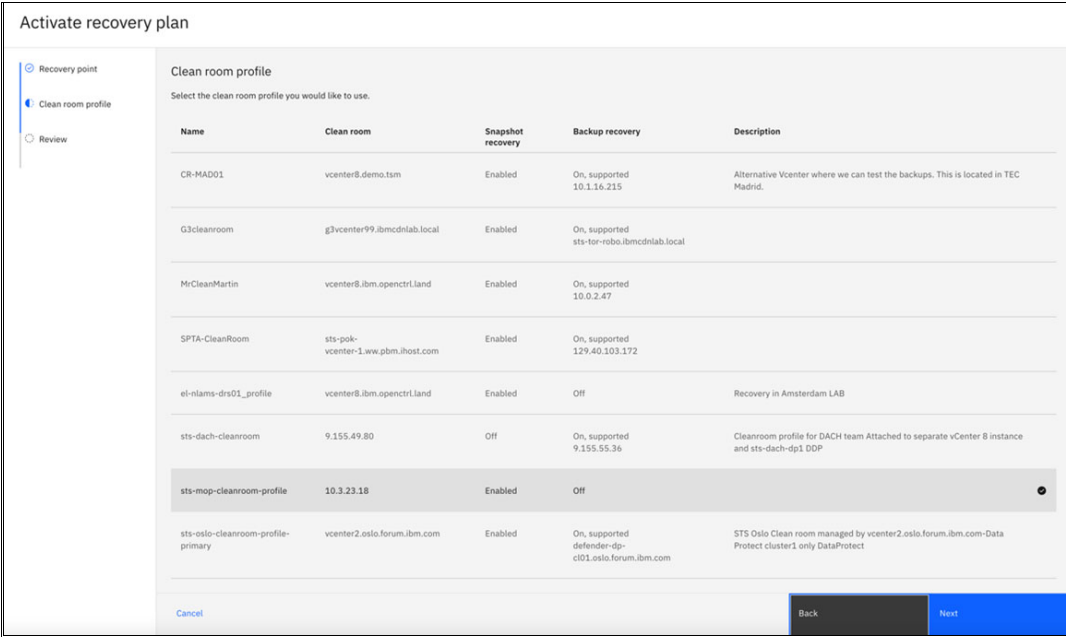 Activate recovery plan
Recovery point
Clean room profile
Review
Clean room profile
Select the clean room profile you would like to use.
Name Clean room Snapshot recovery Backup recovery Description
CR-MAD01 vcenter8.demo.tsm Enabled On, supported Alternative Vcenter where we can test the backups. This is located in TEC
10.1.16.215 Madrid.
G3cleanroom g3vcenter99.ibmcdnlab.local Enabled On, supported
sts-tor-robo.ibmcdnlab.local
MrCleanMartin vcenter8.ibm.openctrl.land Enabled On, supported
10.0.2.47
SPTA-CleanRoom sts-pok- Enabled On, supported
vcenter-1.ww.pbm.ihost.com 129.40.103.172
el-nlams-drs01_profile vcenter8.ibm.openctrl.land Enabled Off Recovery in Amsterdam LAB
sts-dach-cleanroom 9.155.49.80 Off On, supported Cleanroom profile for DACH team Attached to separate vCenter 8 instance
9.155.55.36 and sts-dach-dp1 DDP
sts-mop-cleanroom-profile 10.3.23.18 Enabled Off
sts-oslo-cleanroom-profile- vcenter2.oslo.forum.ibm.com Enabled On, supported STS Oslo Clean room managed by vcenter2.oslo.forum.ibm.com-Data
primary defender-dp- Protect cluster1 only DataProtect
cl01.oslo.forum.ibm.com
Cancel Back Next